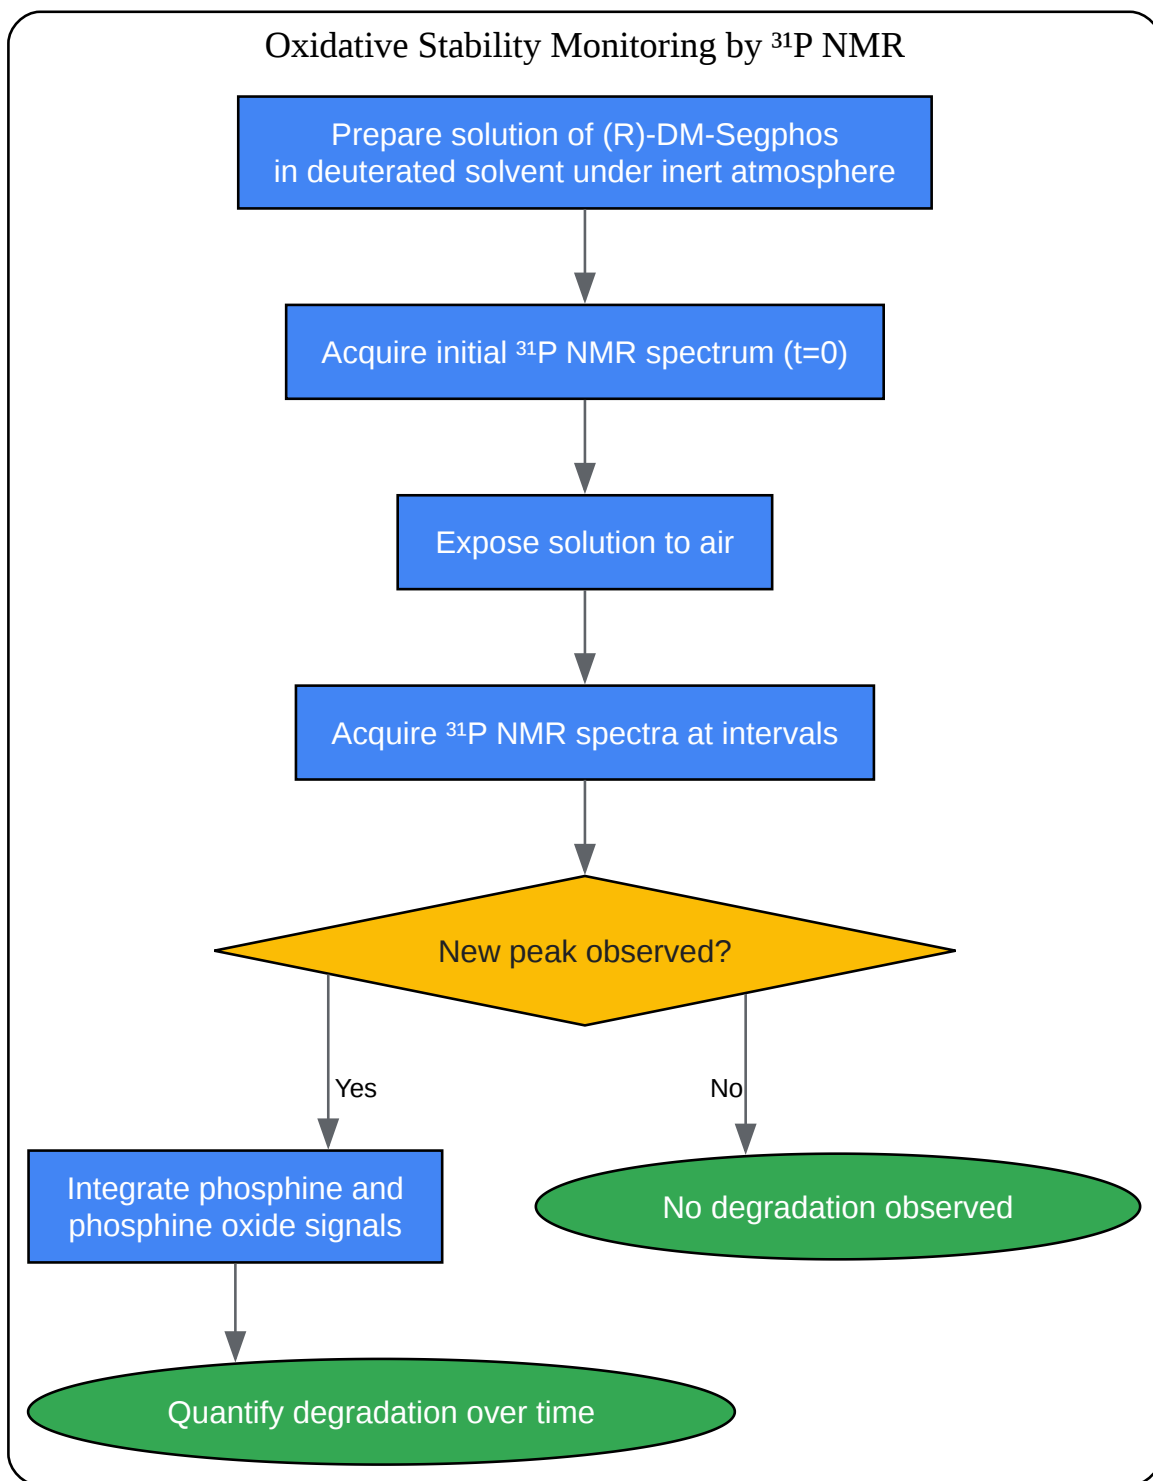 Oxidative Stability Monitoring by ³¹P NMR
Prepare solution of (R)-DM-Segphos
in deuterated solvent under inert atmosphere
Acquire initial ³¹P NMR spectrum (t=0)
Expose solution to air
Acquire ³¹P NMR spectra at intervals
New peak observed?
Yes
No
Integrate phosphine and
phosphine oxide signals
No degradation observed
Quantify degradation over time